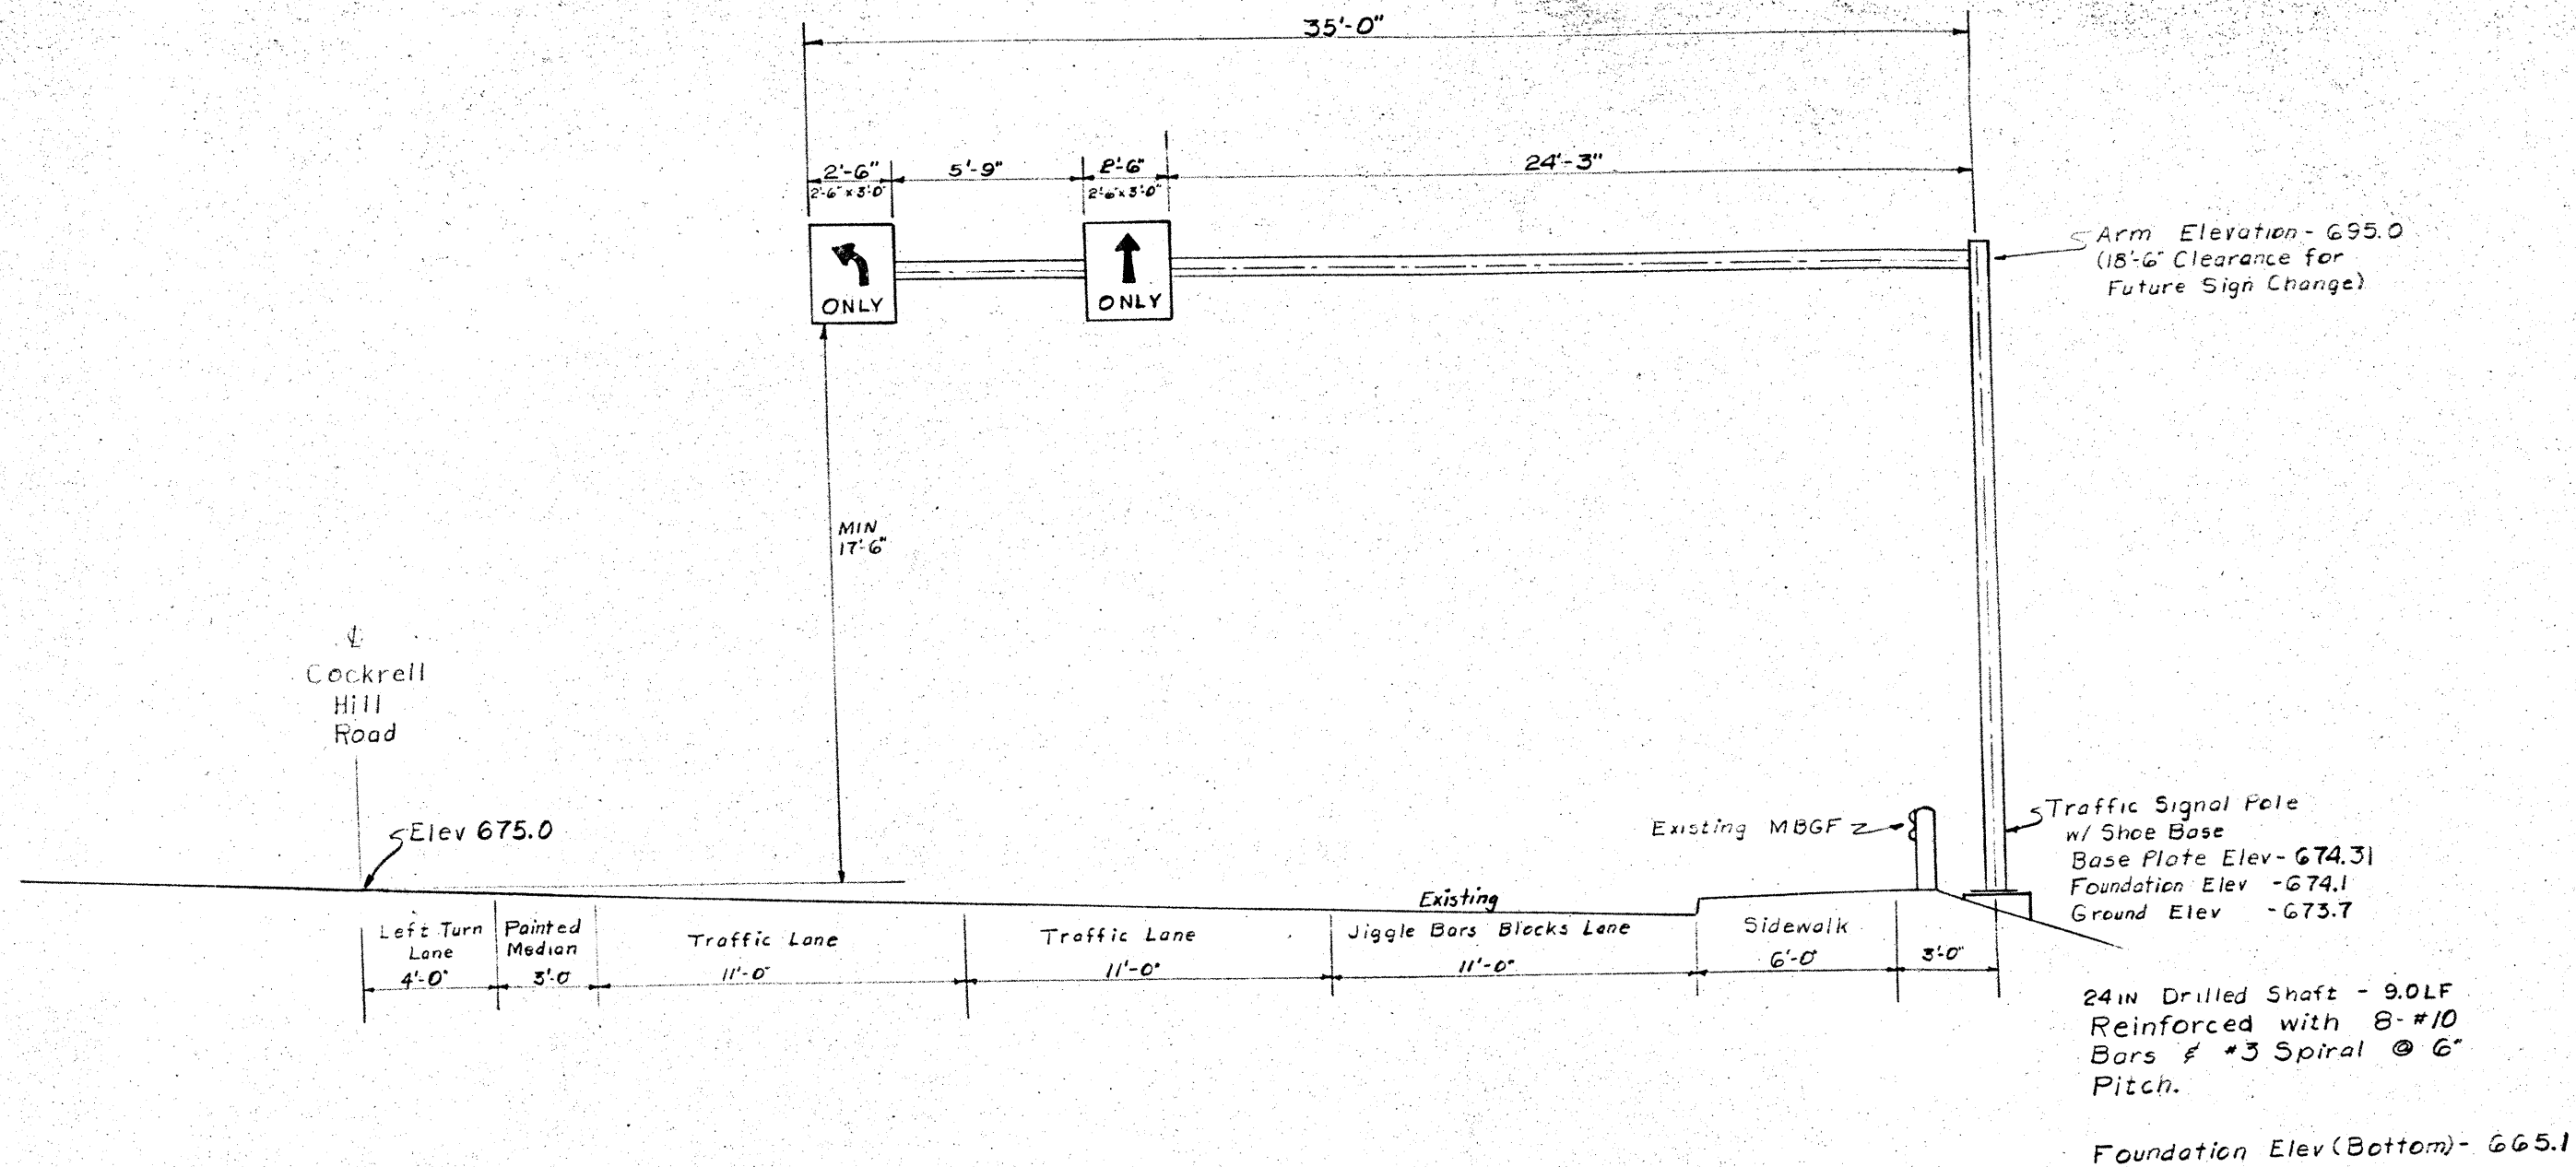 35'-0"
2'-6"
5'-9"
2'-6"
24'-3"
2'-6" x 3'-0"
2'-6" x 3'-0"
ONLY
ONLY
Arm Elevation - 695.0
(18'-6" Clearance for
Future Sign Change)
MIN
17'-6"
℄
Cockrell
Hill
Road
Elev 675.0
Existing MBGF
Traffic Signal Pole
w/ Shoe Base
Base Plate Elev - 674.31
Foundation Elev - 674.1
Ground Elev - 673.7
Left Turn
Lane
4'-0"
Painted
Median
3'-0
Traffic Lane
11'-0"
Traffic Lane
11'-0"
Existing
Jiggle Bars Blocks Lane
11'-0"
Sidewalk
6'-0"
3'-0"
24 IN Drilled Shaft - 9.0 LF
Reinforced with 8-#10
Bars & #3 Spiral @ 6"
Pitch.
Foundation Elev (Bottom) - 665.1